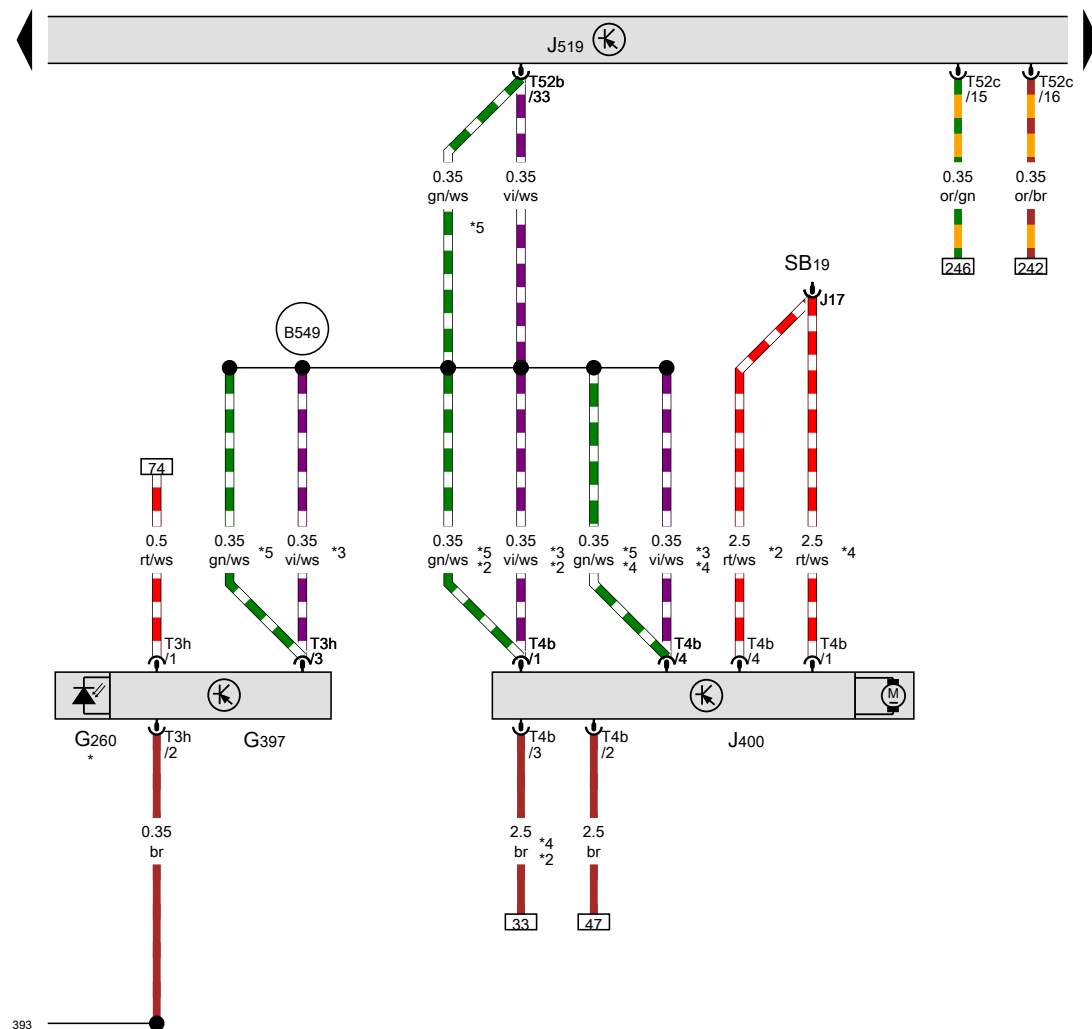 J519
T52b
/33
T52c
/15
T52c
/16
0.35
gn/ws
*5
0.35
vi/ws
0.35
or/gn
0.35
or/br
246
242
SB19
J17
B549
74
0.5
rt/ws
0.35
gn/ws
*5
0.35
vi/ws
*3
0.35
gn/ws
*5
*2
0.35
vi/ws
*3
*2
0.35
gn/ws
*5
*4
0.35
vi/ws
*3
*4
2.5
rt/ws
*2
2.5
rt/ws
*4
T3h
/1
T3h
/3
T4b
/1
T4b
/4
T4b
/4
T4b
/1
M
G260
*
T3h
/2
G397
T4b
/3
T4b
/2
J400
0.35
br
2.5
br
*4
*2
2.5
br
33
47
393